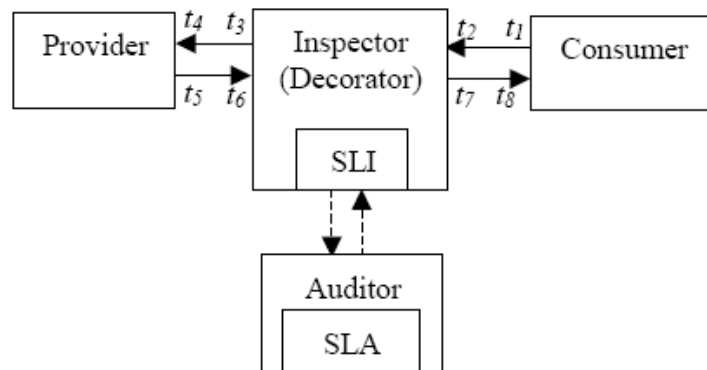 t4 t3
t2 t1
Provider
Inspector
(Decorator)
Consumer
t5 t6
t7 t8
SLI
Auditor
SLA